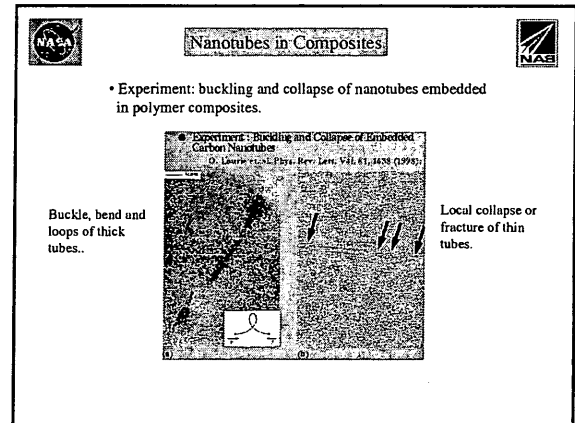 NASA
Nanotubes in Composites
NAS
• Experiment: buckling and collapse of nanotubes embedded
in polymer composites.
● Experiment : Buckling and Collapse of Embedded
Carbon Nanotubes
O. Lourie et. al. Phys. Rev. Lett. Vol. 81, 1638 (1998).
Buckle, bend and
loops of thick
tubes..
Local collapse or
fracture of thin
tubes.
(a)
(b)